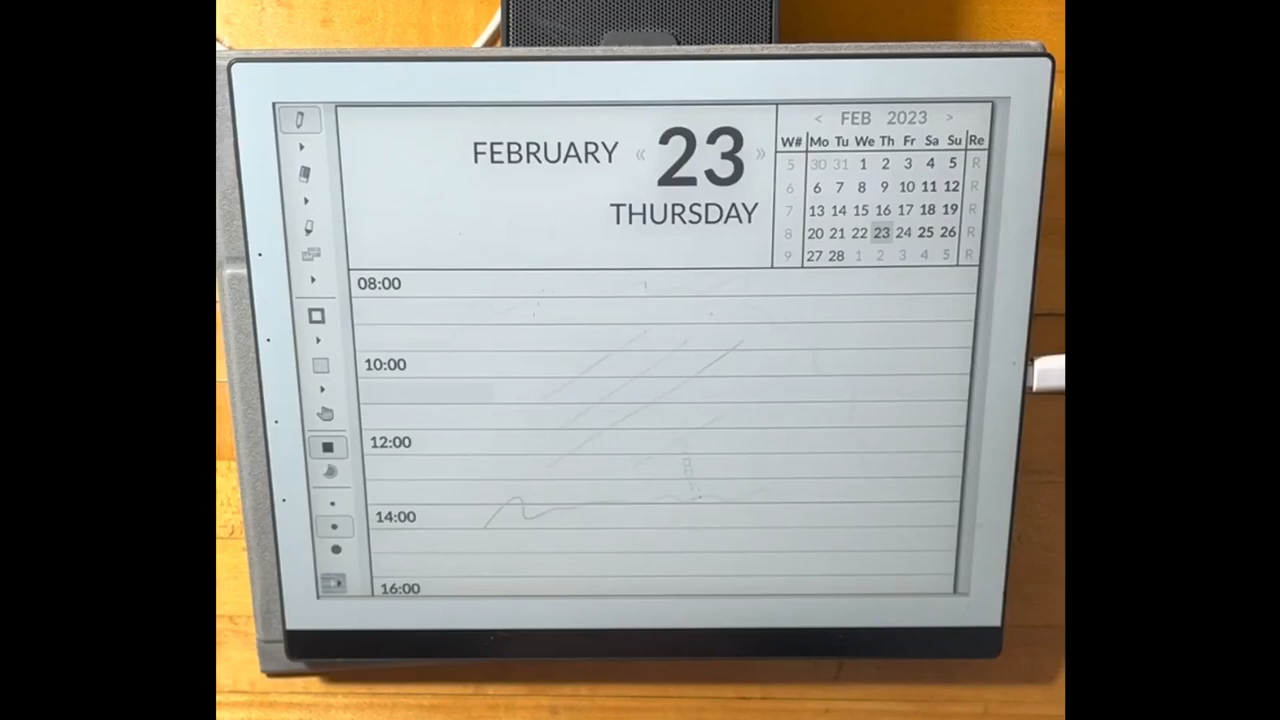 FEBRUARY « 23 »
THURSDAY
< FEB 2023 >
W# Mo Tu We Th Fr Sa Su Re
5 30 31 1 2 3 4 5 R
6 6 7 8 9 10 11 12 R
7 13 14 15 16 17 18 19 R
8 20 21 22 23 24 25 26 R
9 27 28 1 2 3 4 5 R
08:00
10:00
12:00
14:00
16:00